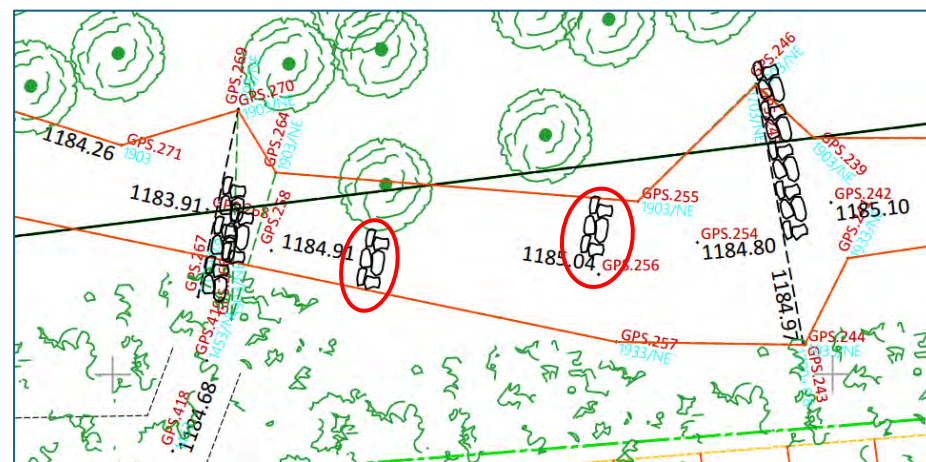 GPS.269
GPS.270
1903/NE
GPS.246
GPS.264
1903/NE
1184.26
GPS.271
1903
GPS.239
1903/NE
1183.91
GPS.258
GPS.255
1903/NE
GPS.242
1185.10
GPS.267
1184.91
1185.04
GPS.256
GPS.254
1184.80
1933/NE
1184.97
GPS.418
1184.68
GPS.257
1933/NE
GPS.244
GPS.243